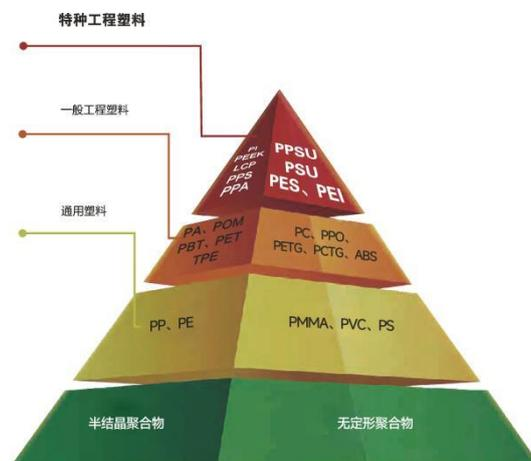 特种工程塑料
一般工程塑料
通用塑料
PI
PEEK
LCP
PPS
PPA
PPSU
PSU
PES、PEI
PA、POM
PBT、PET
TPE
PC、PPO、
PETG、PCTG、ABS
PP、PE
PMMA、PVC、PS
半结晶聚合物
无定形聚合物